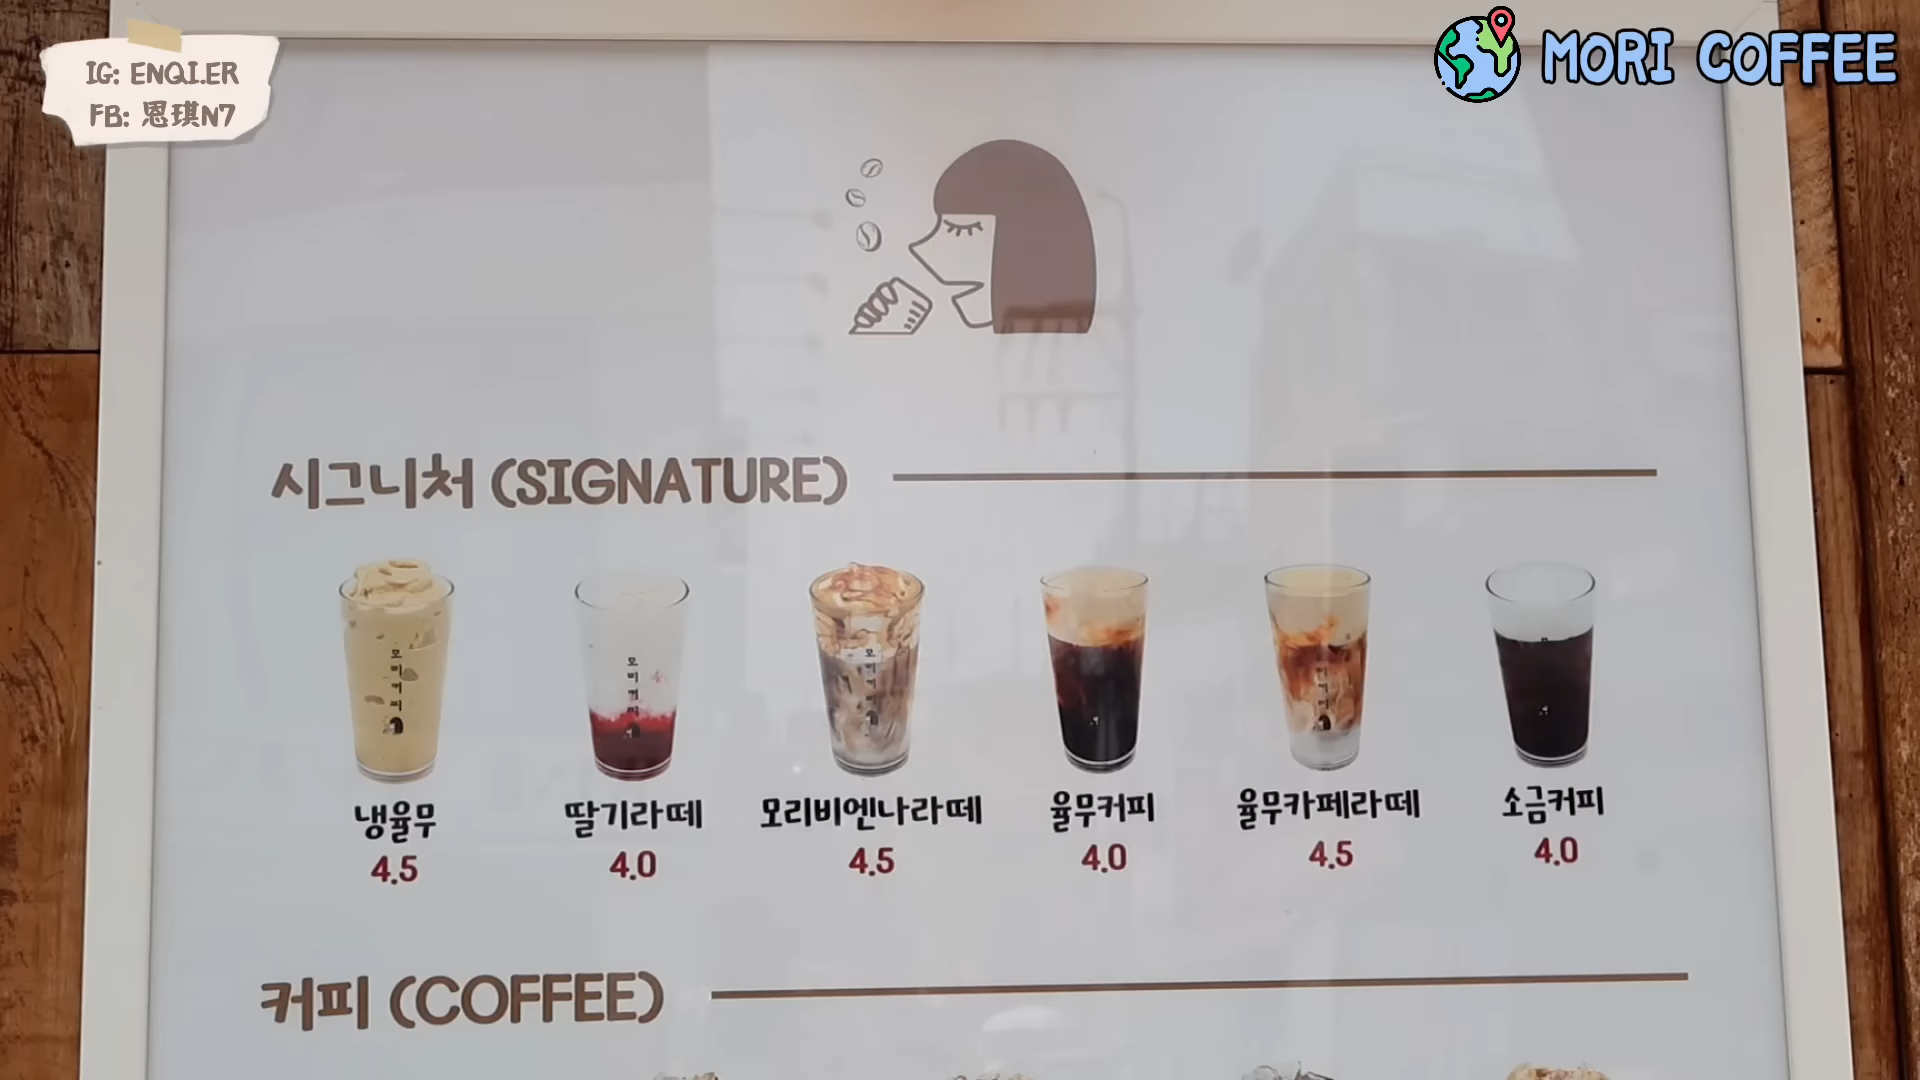 IG: ENQI.ER
FB: 恩琪N7
MORI COFFEE
시그니처 (SIGNATURE)
냉율무
4.5
딸기라떼
4.0
모리비엔나라떼
4.5
율무커피
4.0
율무카페라떼
4.5
소금커피
4.0
커피 (COFFEE)